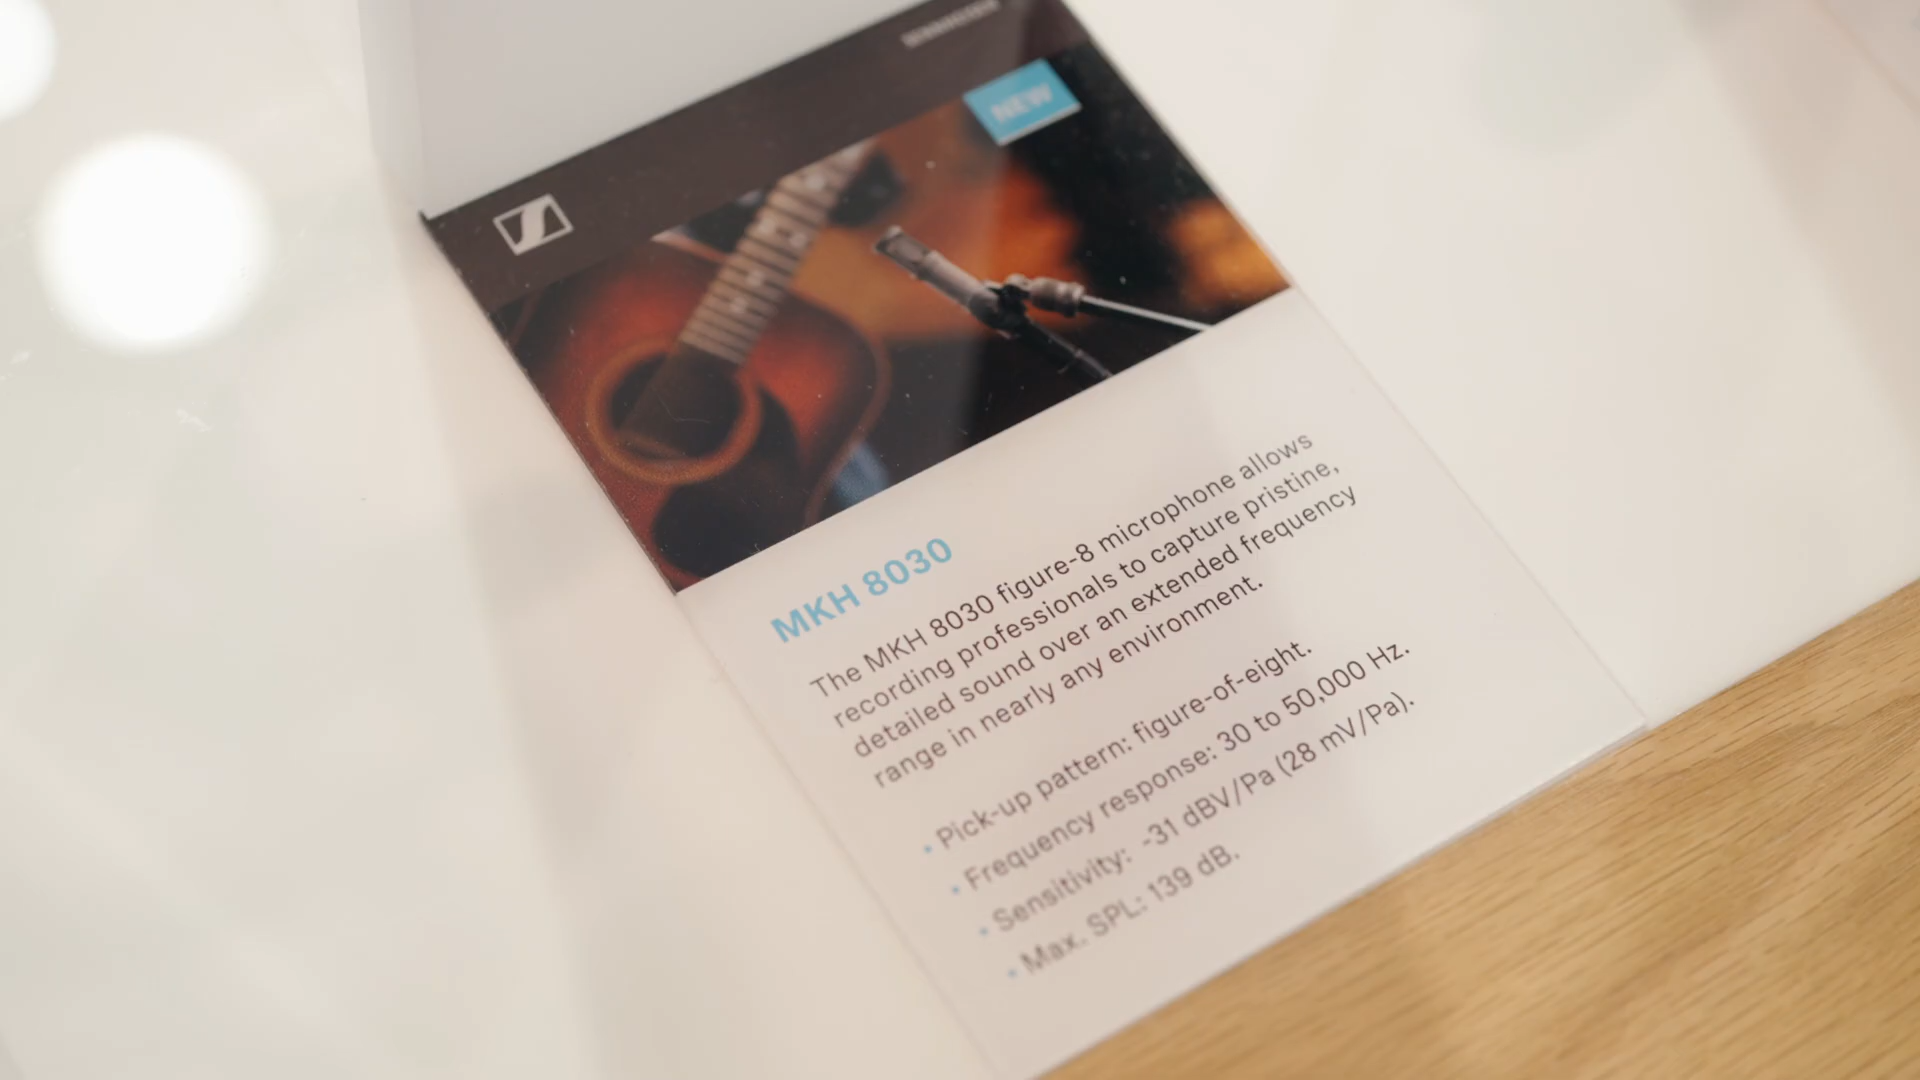 SENNHEISER
NEW
MKH 8030
The MKH 8030 figure-8 microphone allows
recording professionals to capture pristine,
detailed sound over an extended frequency
range in nearly any environment.
• Pick-up pattern: figure-of-eight.
• Frequency response: 30 to 50,000 Hz.
• Sensitivity: -31 dBV/Pa (28 mV/Pa).
• Max. SPL: 139 dB.